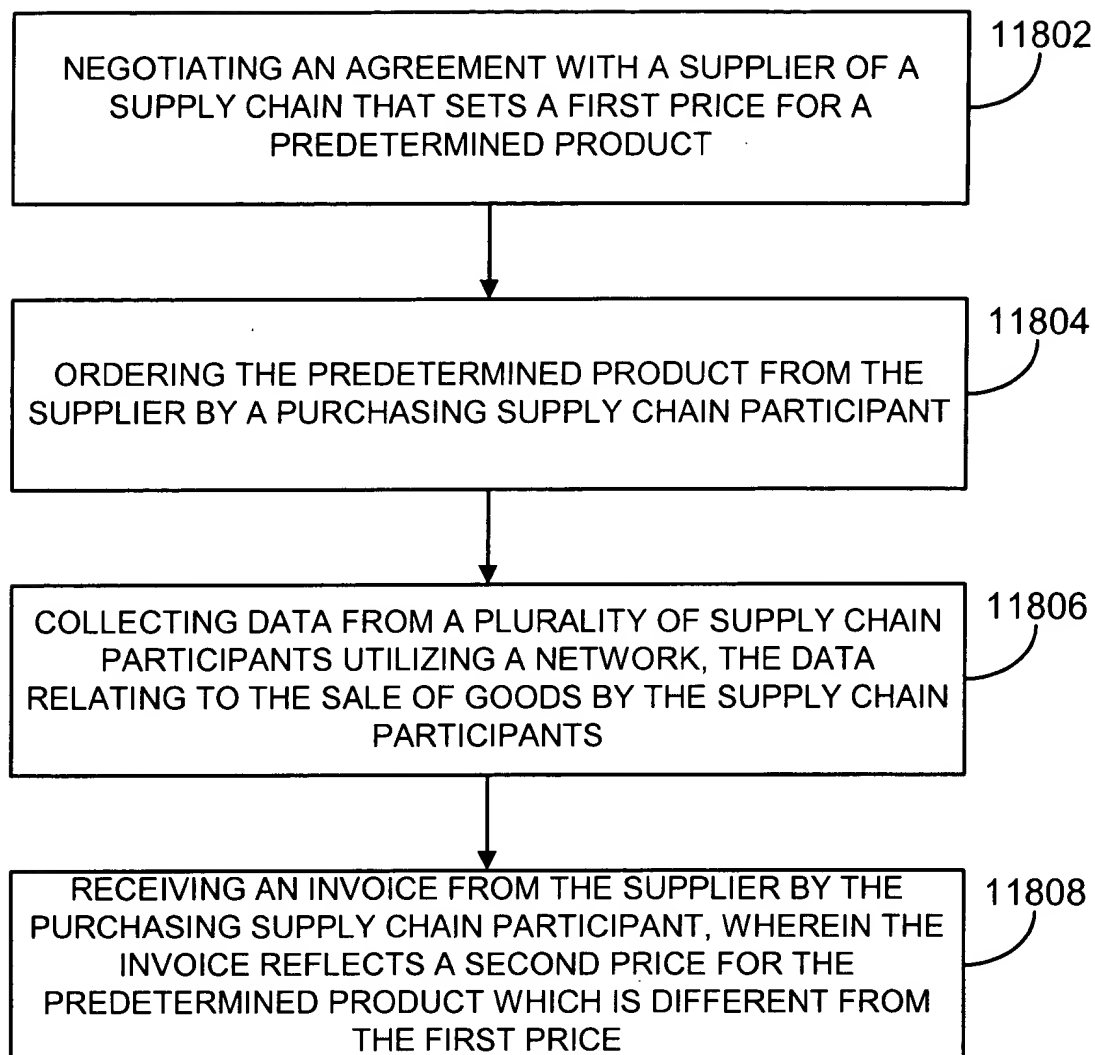 11802
NEGOTIATING AN AGREEMENT WITH A SUPPLIER OF A
SUPPLY CHAIN THAT SETS A FIRST PRICE FOR A
PREDETERMINED PRODUCT
11804
ORDERING THE PREDETERMINED PRODUCT FROM THE
SUPPLIER BY A PURCHASING SUPPLY CHAIN PARTICIPANT
11806
COLLECTING DATA FROM A PLURALITY OF SUPPLY CHAIN
PARTICIPANTS UTILIZING A NETWORK, THE DATA
RELATING TO THE SALE OF GOODS BY THE SUPPLY CHAIN
PARTICIPANTS
11808
RECEIVING AN INVOICE FROM THE SUPPLIER BY THE
PURCHASING SUPPLY CHAIN PARTICIPANT, WHEREIN THE
INVOICE REFLECTS A SECOND PRICE FOR THE
PREDETERMINED PRODUCT WHICH IS DIFFERENT FROM
THE FIRST PRICE